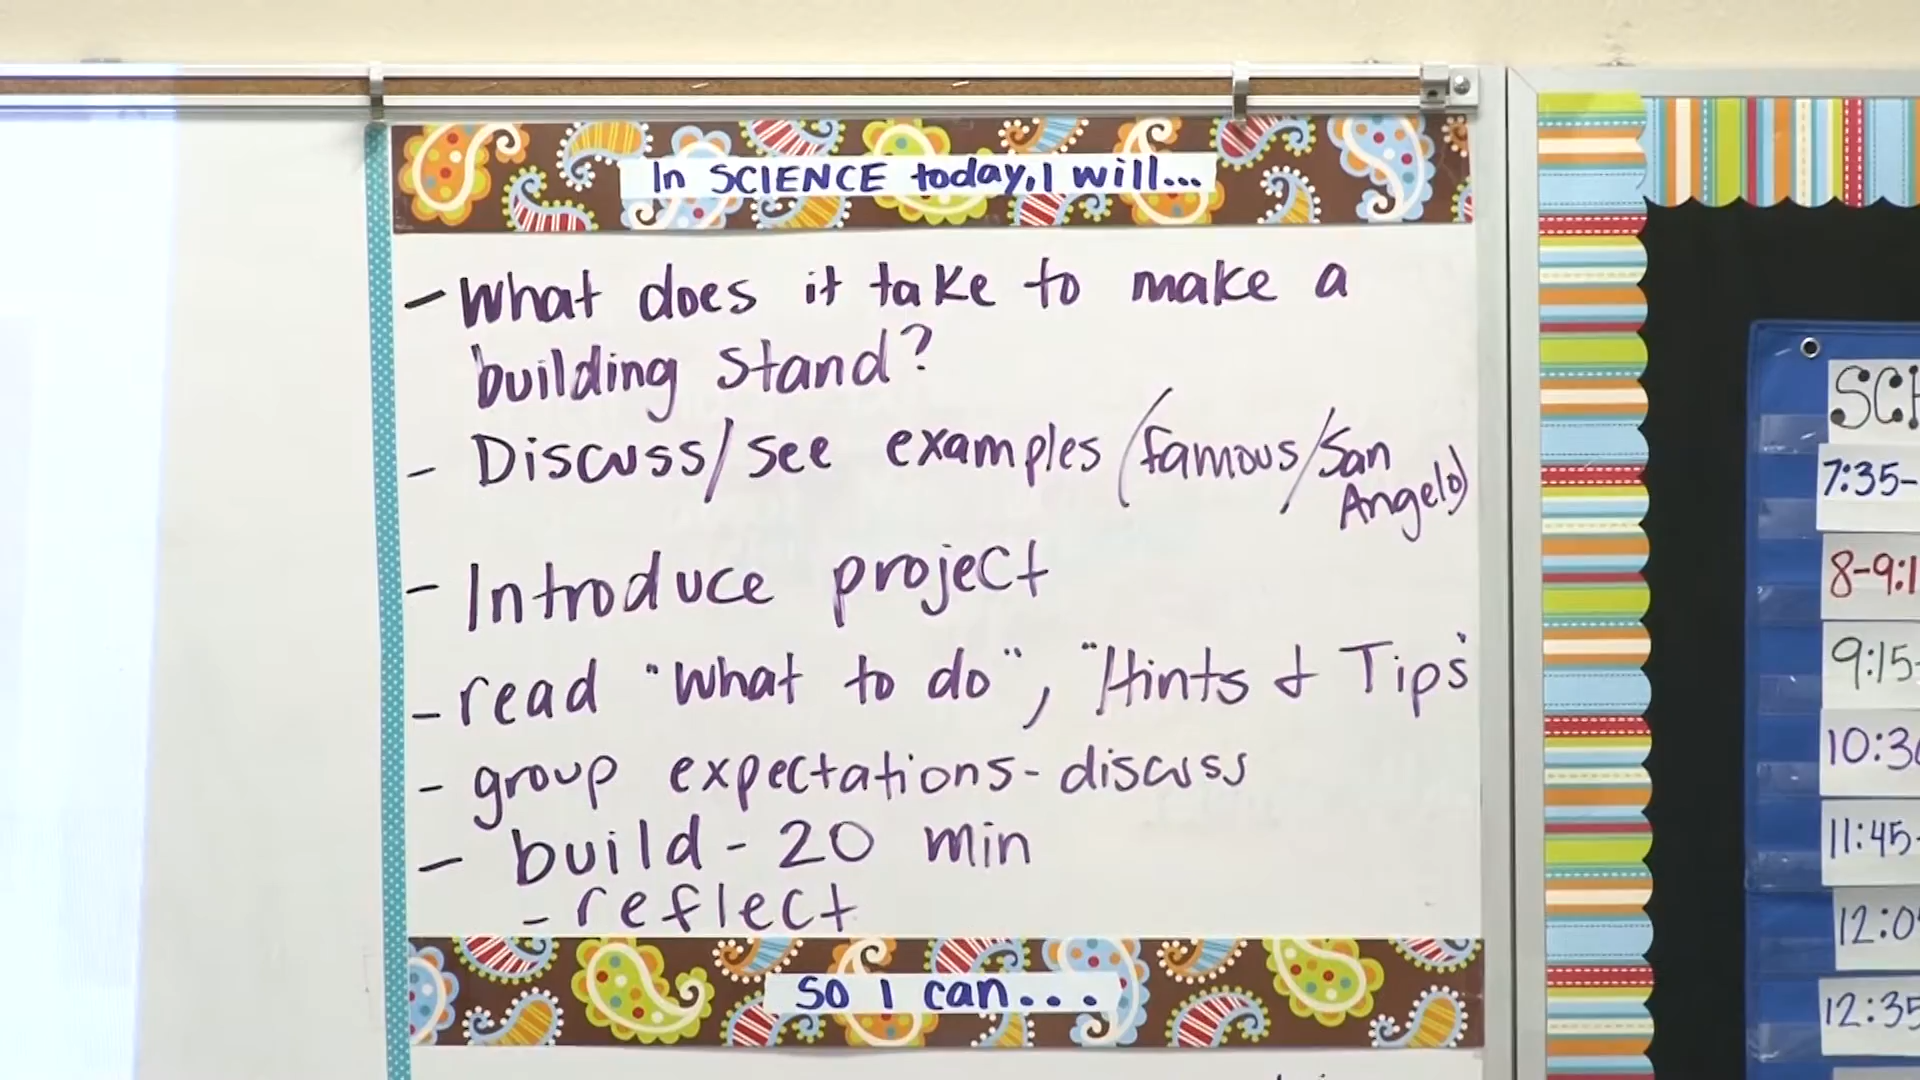 In SCIENCE today, I will...
- What does it take to make a
building stand?
- Discuss/see examples (famous/San
Angelo)
- Introduce project
- read "What to do", "Hints & Tips"
- group expectations - discuss
- build - 20 min
- reflect
So I can...
7:35-
8-9:1
9:15-
10:30
11:45-
12:0
12:35